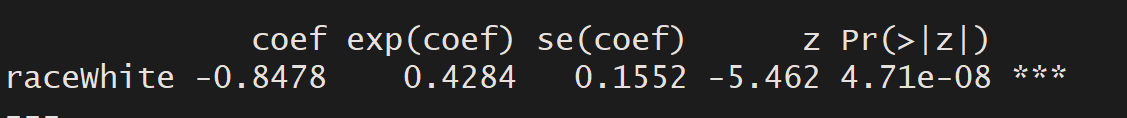 coef exp(coef) se(coef) z Pr(>|z|)
raceWhite -0.8478 0.4284 0.1552 -5.462 4.71e-08 ***
---